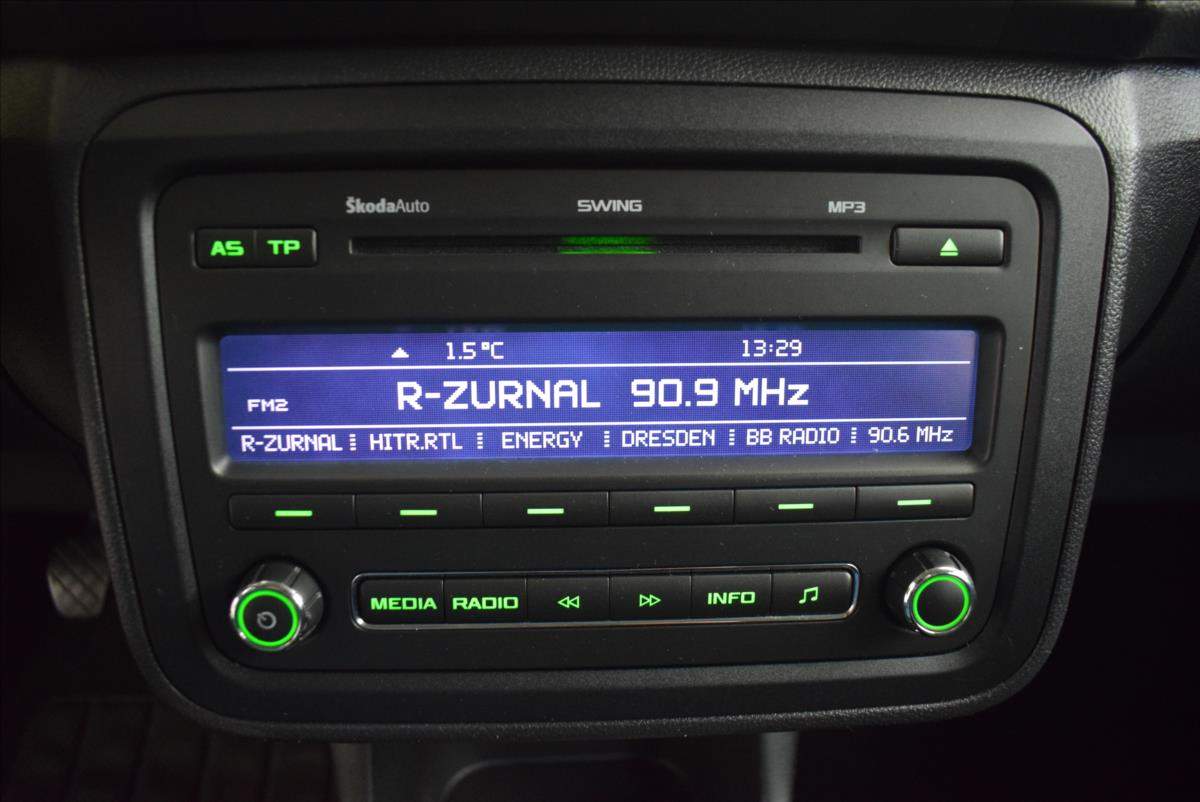 ŠkodaAuto SWING MP3
AS TP
1.5°C 13:29
FM2 R-ZURNAL 90.9 MHz
R-ZURNAL HITR.RTL ENERGY DRESDEN BB RADIO 90.6 MHz
MEDIA RADIO INFO